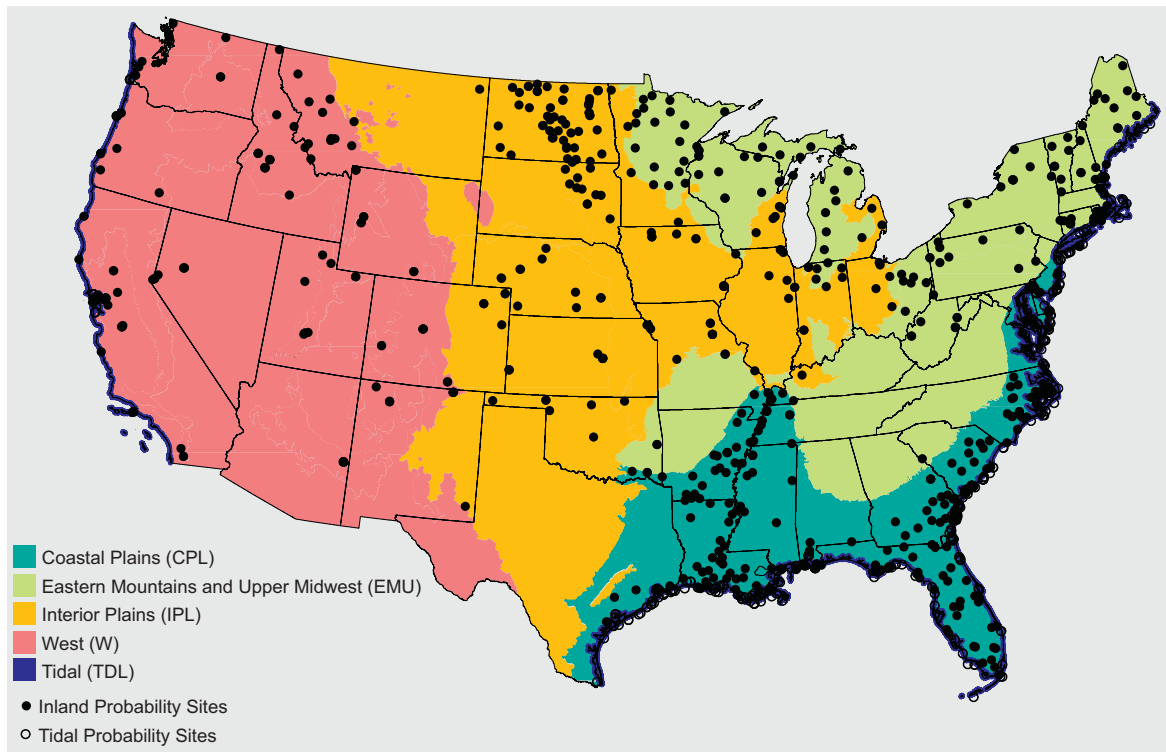 Coastal Plains (CPL)
Eastern Mountains and Upper Midwest (EMU)
Interior Plains (IPL)
West (W)
Tidal (TDL)
Inland Probability Sites
Tidal Probability Sites